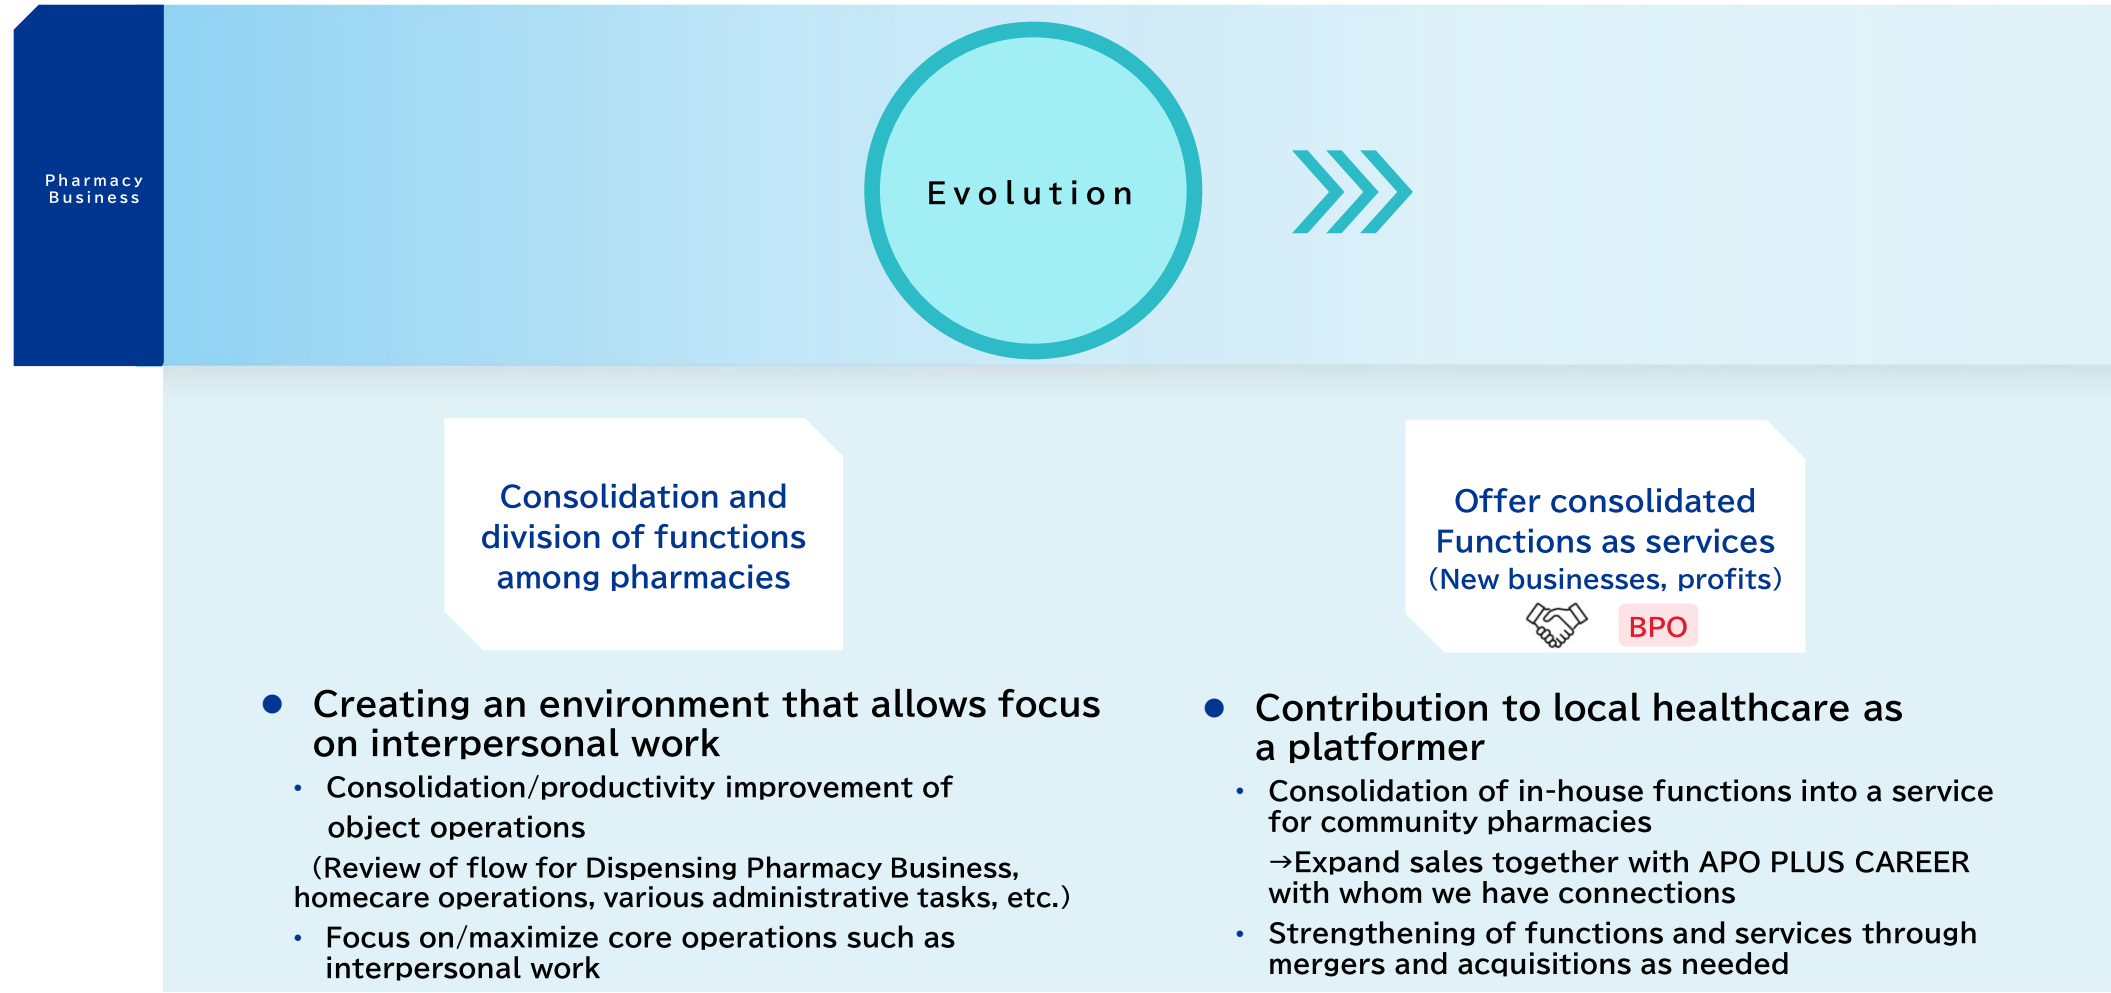 Pharmacy
Business
Evolution
Consolidation and
division of functions
among pharmacies
Offer consolidated
Functions as services
(New businesses, profits)
BPO
● Creating an environment that allows focus
on interpersonal work
• Consolidation/productivity improvement of
object operations
(Review of flow for Dispensing Pharmacy Business,
homecare operations, various administrative tasks, etc.)
• Focus on/maximize core operations such as
interpersonal work
● Contribution to local healthcare as
a platformer
• Consolidation of in-house functions into a service
for community pharmacies
→Expand sales together with APO PLUS CAREER
with whom we have connections
• Strengthening of functions and services through
mergers and acquisitions as needed